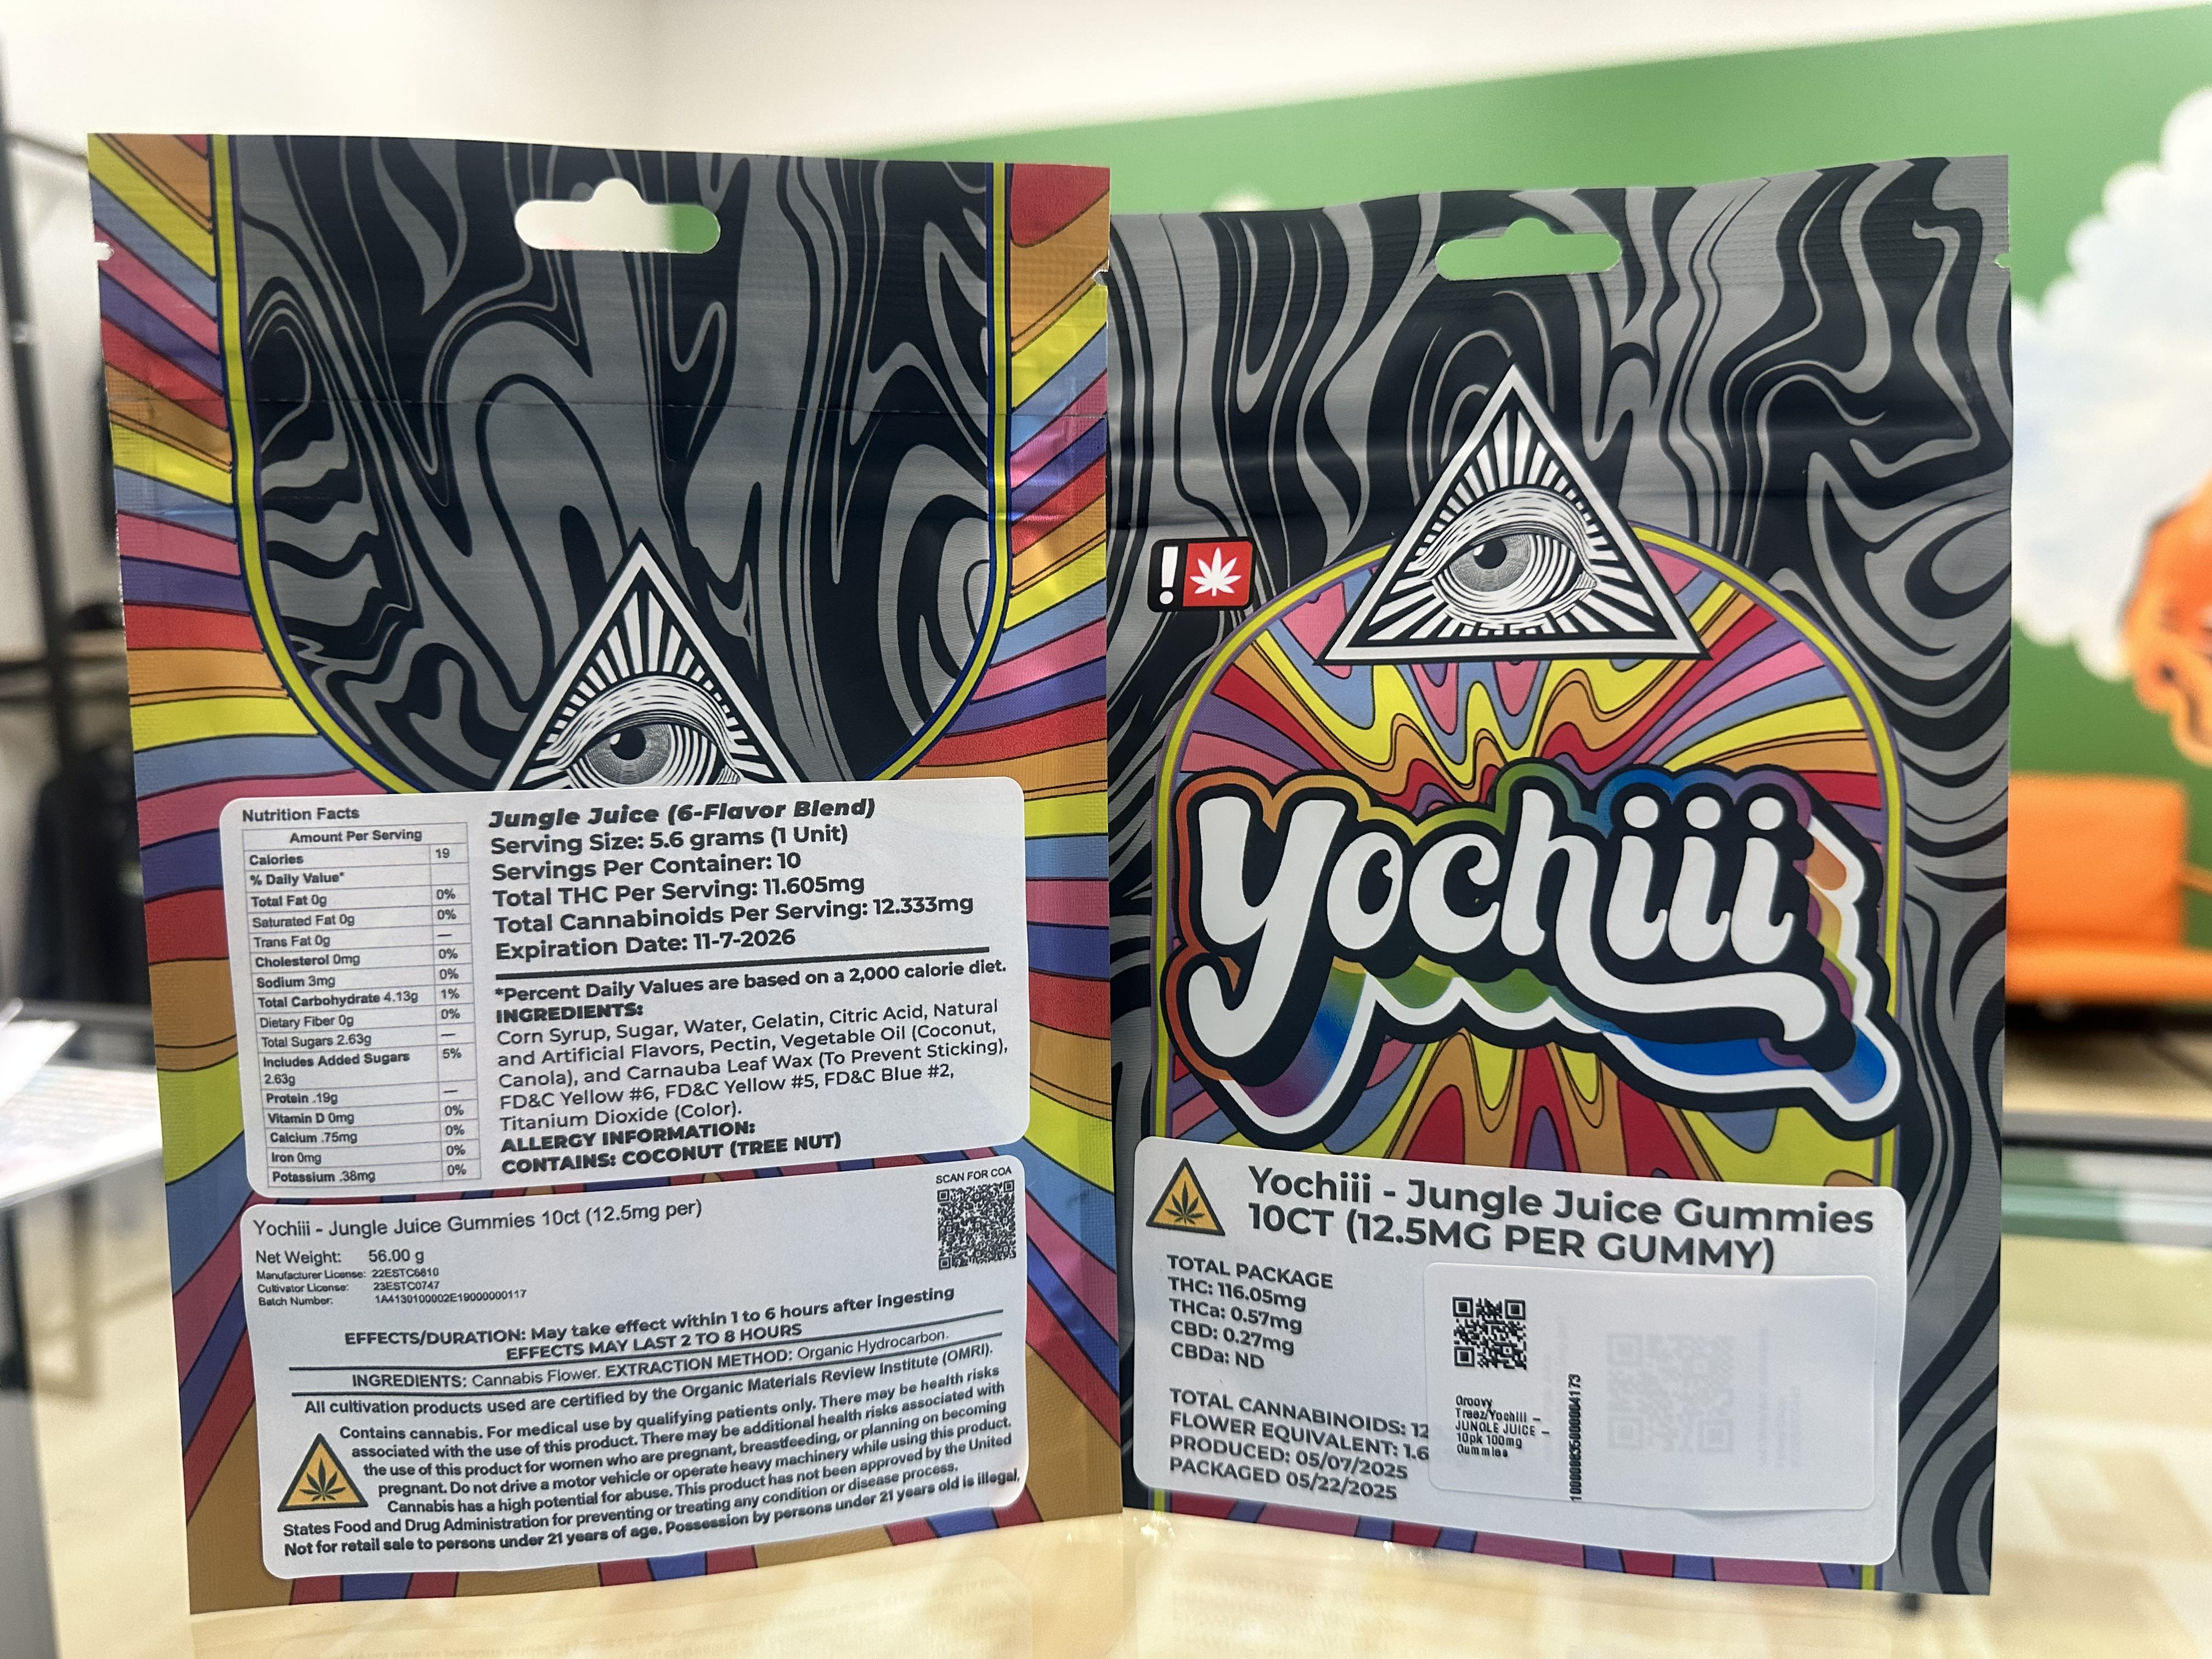 Nutrition Facts
Amount Per Serving
Calories 19
% Daily Value*
Total Fat 0g 0%
Saturated Fat 0g 0%
Trans Fat 0g —
Cholesterol 0mg 0%
Sodium 3mg 0%
Total Carbohydrate 4.13g 1%
Dietary Fiber 0g 0%
Total Sugars 2.63g —
Includes Added Sugars 5%
2.63g
Protein .19g —
Vitamin D 0mg 0%
Calcium .75mg 0%
Iron 0mg 0%
Potassium .38mg 0%
Jungle Juice (6-Flavor Blend)
Serving Size: 5.6 grams (1 Unit)
Servings Per Container: 10
Total THC Per Serving: 11.605mg
Total Cannabinoids Per Serving: 12.333mg
Expiration Date: 11-7-2026
*Percent Daily Values are based on a 2,000 calorie diet.
INGREDIENTS:
Corn Syrup, Sugar, Water, Gelatin, Citric Acid, Natural
and Artificial Flavors, Pectin, Vegetable Oil (Coconut,
Canola), and Carnauba Leaf Wax (To Prevent Sticking),
FD&C Yellow #6, FD&C Yellow #5, FD&C Blue #2,
Titanium Dioxide (Color).
ALLERGY INFORMATION:
CONTAINS: COCONUT (TREE NUT)
SCAN FOR COA
Yochiii - Jungle Juice Gummies 10ct (12.5mg per)
Net Weight: 56.00 g
Manufacturer License: 22ESTC6810
Cultivator License: 23ESTC0747
Batch Number: 1A4130100002E19000000117
EFFECTS/DURATION: May take effect within 1 to 6 hours after ingesting
EFFECTS MAY LAST 2 TO 8 HOURS
INGREDIENTS: Cannabis Flower. EXTRACTION METHOD: Organic Hydrocarbon.
All cultivation products used are certified by the Organic Materials Review Institute (OMRI).
Contains cannabis. For medical use by qualifying patients only. There may be health risks
associated with the use of this product. There may be additional health risks associated with
the use of this product for women who are pregnant, breastfeeding, or planning on becoming
pregnant. Do not drive a motor vehicle or operate heavy machinery while using this product.
Cannabis has a high potential for abuse. This product has not been approved by the United
States Food and Drug Administration for preventing or treating any condition or disease process.
Not for retail sale to persons under 21 years of age. Possession by persons under 21 years old is illegal.
!
Yochiii
Yochiii - Jungle Juice Gummies
10CT (12.5MG PER GUMMY)
TOTAL PACKAGE
THC: 116.05mg
THCa: 0.57mg
CBD: 0.27mg
CBDa: ND
TOTAL CANNABINOIDS: 12
FLOWER EQUIVALENT: 1.6
PRODUCED: 05/07/2025
PACKAGED 05/22/2025
Groovy
Treez/Yochiii –
JUNGLE JUICE –
10pk 100mg
Gummies